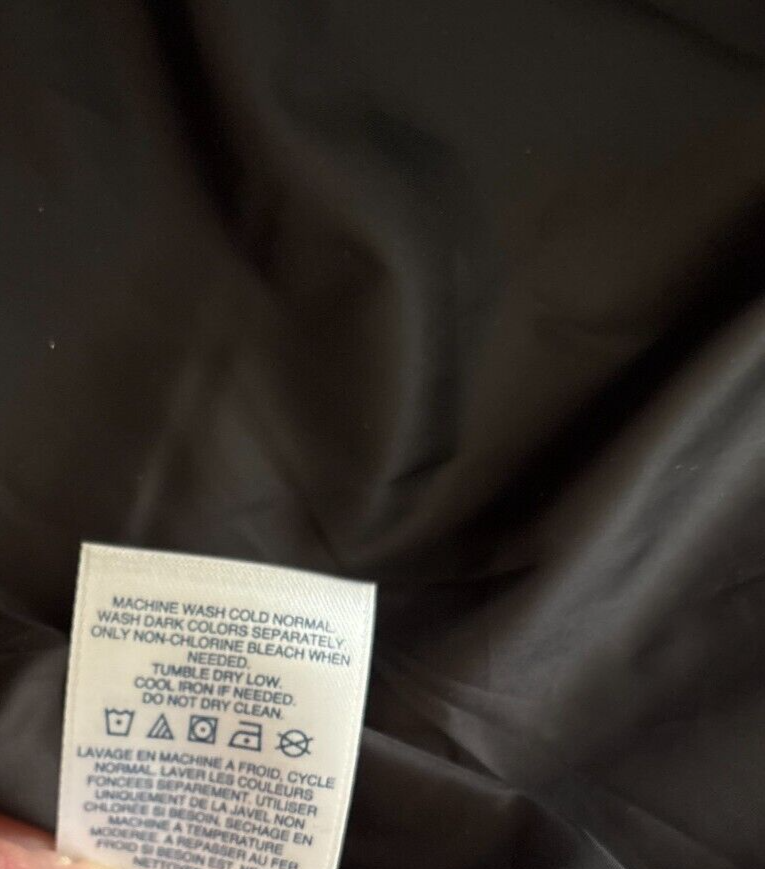 MACHINE WASH COLD NORMAL.
WASH DARK COLORS SEPARATELY.
ONLY NON-CHLORINE BLEACH WHEN
NEEDED.
TUMBLE DRY LOW.
COOL IRON IF NEEDED.
DO NOT DRY CLEAN.
LAVAGE EN MACHINE A FROID, CYCLE
NORMAL. LAVER LES COULEURS
FONCEES SEPAREMENT. UTILISER
UNIQUEMENT DE LA JAVEL NON
CHLOREE SI BESOIN. SECHAGE EN
MACHINE A TEMPERATURE
MODEREE. A REPASSER AU FER
FROID SI BESOIN EST.